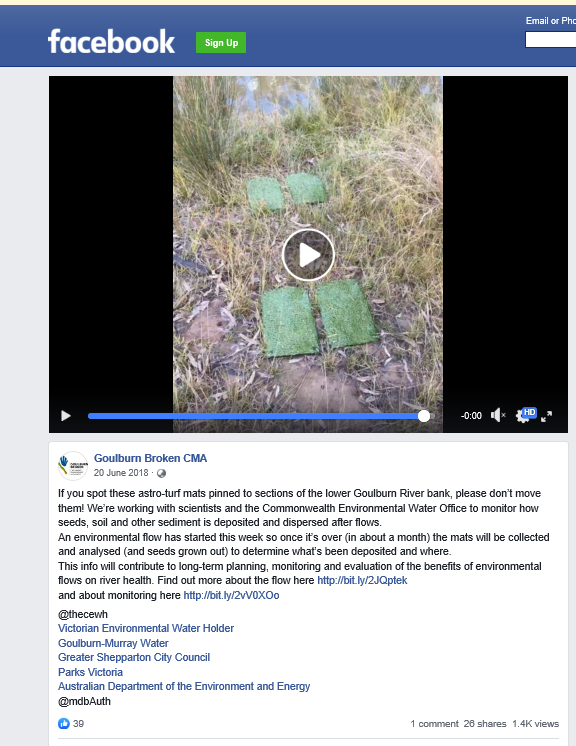 Email or Pho
facebook
Sign Up
-0:00
HD
Goulburn Broken CMA
20 June 2018 ·
If you spot these astro-turf mats pinned to sections of the lower Goulburn River bank, please don't move
them! We're working with scientists and the Commonwealth Environmental Water Office to monitor how
seeds, soil and other sediment is deposited and dispersed after flows.
An environmental flow has started this week so once it's over (in about a month) the mats will be collected
and analysed (and seeds grown out) to determine what's been deposited and where.
This info will contribute to long-term planning, monitoring and evaluation of the benefits of environmental
flows on river health. Find out more about the flow here http://bit.ly/2JQptek
and about monitoring here http://bit.ly/2vV0XOo
@thecewh
Victorian Environmental Water Holder
Goulburn-Murray Water
Greater Shepparton City Council
Parks Victoria
Australian Department of the Environment and Energy
@mdbAuth
39
1 comment 26 shares 1.4K views